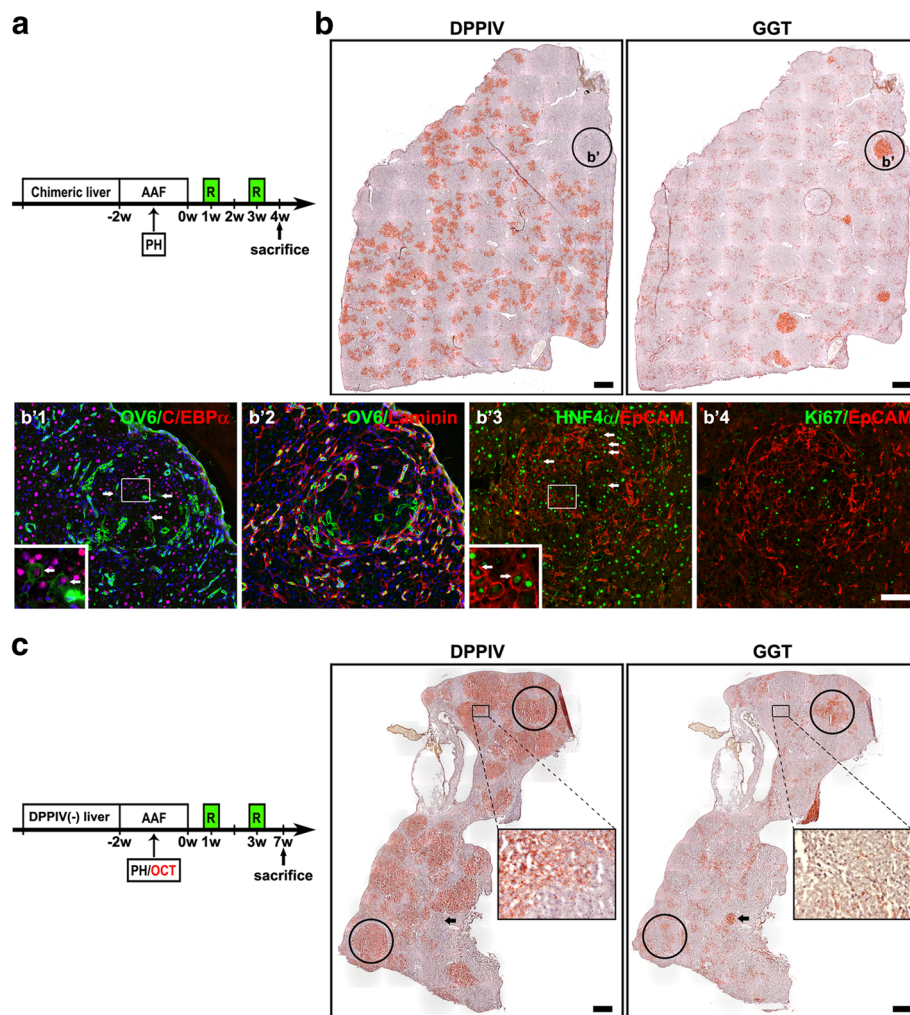 a
Chimeric liver AAF R R
-2w 0w 1w 2w 3w 4w
PH sacrifice
b
DPPIV GGT
b' b'
b'1 OV6/C/EBPα
b'2 OV6/Laminin
b'3 HNF4α/EpCAM
b'4 Ki67/EpCAM
c
DPPIV(-) liver AAF R R
-2w 0w 1w 3w 7w
PH/OCT sacrifice
DPPIV GGT